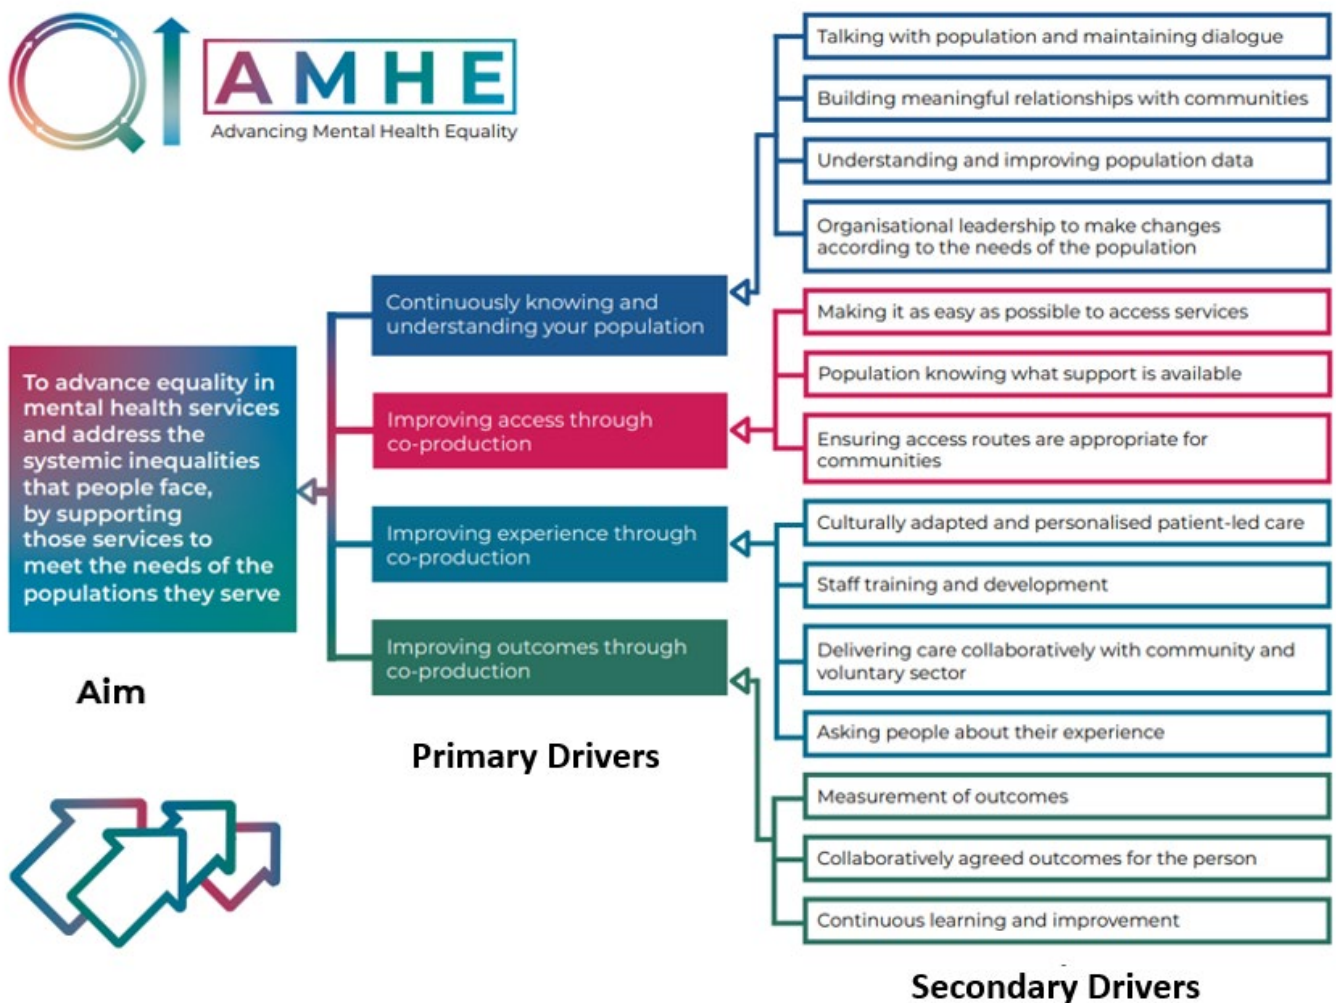 QI
AMHE
Advancing Mental Health Equality
To advance equality in
mental health services
and address the
systemic inequalities
that people face,
by supporting
those services to
meet the needs of the
populations they serve
Aim
Continuously knowing and
understanding your population
Improving access through
co-production
Improving experience through
co-production
Improving outcomes through
co-production
Primary Drivers
Talking with population and maintaining dialogue
Building meaningful relationships with communities
Understanding and improving population data
Organisational leadership to make changes
according to the needs of the population
Making it as easy as possible to access services
Population knowing what support is available
Ensuring access routes are appropriate for
communities
Culturally adapted and personalised patient-led care
Staff training and development
Delivering care collaboratively with community and
voluntary sector
Asking people about their experience
Measurement of outcomes
Collaboratively agreed outcomes for the person
Continuous learning and improvement
Secondary Drivers